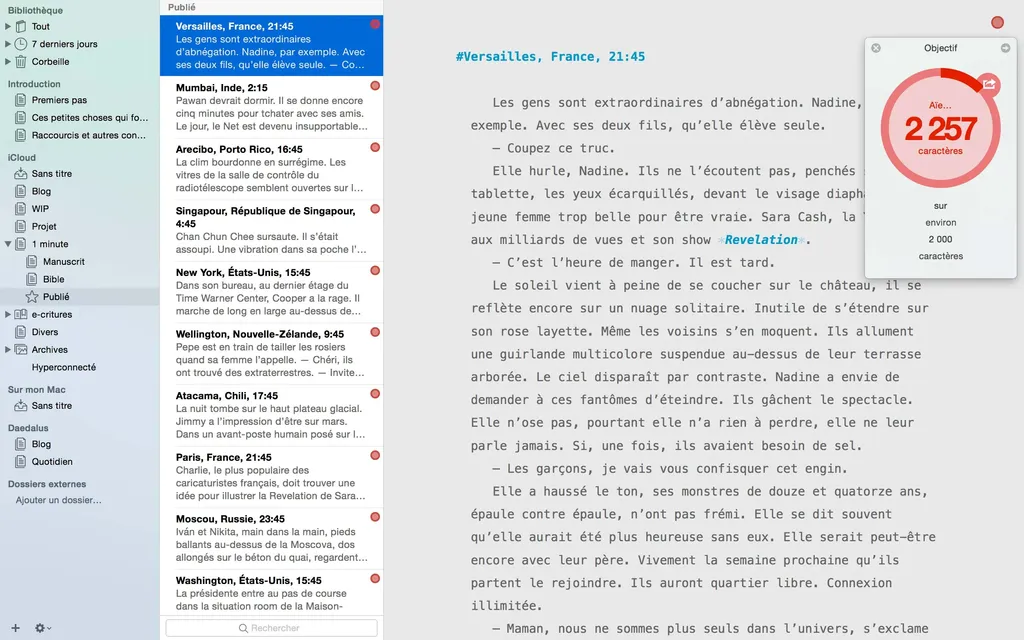 Bibliothèque
Tout
7 derniers jours
Corbeille
Introduction
Premiers pas
Ces petites choses qui fo...
Raccourcis et autres con...
iCloud
Sans titre
Blog
WIP
Projet
1 minute
Manuscrit
Bible
Publié
e-critures
Divers
Archives
Hyperconnecté
Sur mon Mac
Sans titre
Daedalus
Blog
Quotidien
Dossiers externes
Ajouter un dossier...
Publié
Versailles, France, 21:45
Les gens sont extraordinaires
d’abnégation. Nadine, par exemple. Avec
ses deux fils, qu’elle élève seule. — Co...
Mumbai, Inde, 2:15
Pawan devrait dormir. Il se donne encore
cinq minutes pour tchater avec ses amis.
Le jour, le Net est devenu insupportable...
Arecibo, Porto Rico, 16:45
La clim bourdonne en surrégime. Les
vitres de la salle de contrôle du
radiotélescope semblent ouvertes sur l...
Singapour, République de Singapour,
4:45
Chan Chun Chee sursaute. Il s’était
assoupi. Une vibration dans sa poche l’...
New York, États-Unis, 15:45
Dans son bureau, au dernier étage du
Time Warner Center, Cooper a la rage. Il
marche de long en large au-dessus de...
Wellington, Nouvelle-Zélande, 9:45
Pepe est en train de tailler les rosiers
quand sa femme l’appelle. — Chéri, ils
ont trouvé des extraterrestres. — Invite...
Atacama, Chili, 17:45
La nuit tombe sur le haut plateau glacial.
Jimmy a l’impression d’être sur mars.
Dans un avant-poste humain posé sur l...
Paris, France, 21:45
Charlie, le plus populaire des
caricaturistes français, doit trouver une
idée pour illustrer la Revelation de Sara...
Moscou, Russie, 23:45
Iván et Nikita, main dans la main, pieds
ballants au-dessus de la Moscova, dos
allongés sur le béton du quai, regardent...
Washington, États-Unis, 15:45
La présidente entre au pas de course
dans la situation room de la Maison-
Rechercher
#Versailles, France, 21:45
Les gens sont extraordinaires d’abnégation. Nadine,
exemple. Avec ses deux fils, qu’elle élève seule.
— Coupez ce truc.
Elle hurle, Nadine. Ils ne l’écoutent pas, penchés
tablette, les yeux écarquillés, devant le visage diapha
jeune femme trop belle pour être vraie. Sara Cash, la
aux milliards de vues et son show *Revelation*.
— C’est l’heure de manger. Il est tard.
Le soleil vient à peine de se coucher sur le château, il se
reflète encore sur un nuage solitaire. Inutile de s’étendre sur
son rose layette. Même les voisins s’en moquent. Ils allument
une guirlande multicolore suspendue au-dessus de leur terrasse
arborée. Le ciel disparaît par contraste. Nadine a envie de
demander à ces fantômes d’éteindre. Ils gâchent le spectacle.
Elle n’ose pas, pourtant elle n’a rien à perdre, elle ne leur
parle jamais. Si, une fois, ils avaient besoin de sel.
— Les garçons, je vais vous confisquer cet engin.
Elle a haussé le ton, ses monstres de douze et quatorze ans,
épaule contre épaule, n’ont pas frémi. Elle se dit souvent
qu’elle aurait été plus heureuse sans eux. Elle serait peut-être
encore avec leur père. Vivement la semaine prochaine qu’ils
partent le rejoindre. Ils auront quartier libre. Connexion
illimitée.
— Maman, nous ne sommes plus seuls dans l’univers, s’exclame
Objectif
Aïe...
2 257
caractères
sur
environ
2 000
caractères